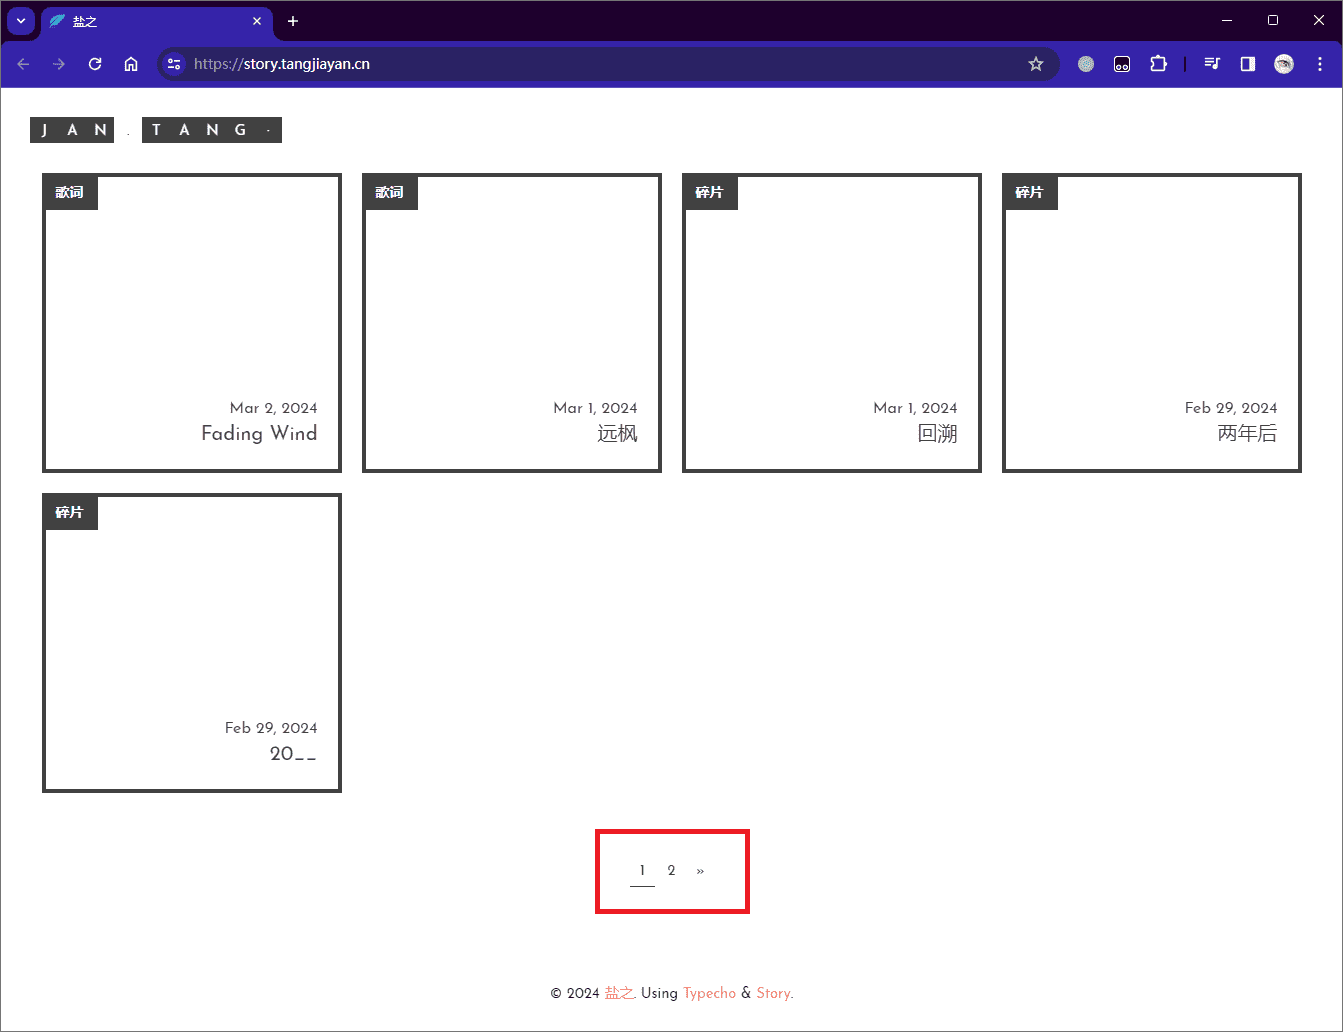 盐之
https://story.tangjiayan.cn
JAN . TANG ·
歌词
Mar 2, 2024
Fading Wind
歌词
Mar 1, 2024
远枫
碎片
Mar 1, 2024
回溯
碎片
Feb 29, 2024
两年后
碎片
Feb 29, 2024
20__
1 2 »
© 2024 盐之. Using Typecho & Story.